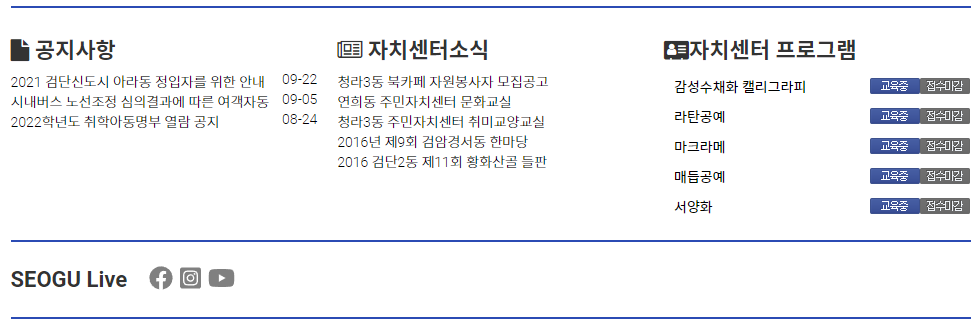 공지사항
2021 검단신도시 아라동 정입자를 위한 안내 09-22
시내버스 노선조정 심의결과에 따른 여객자동 09-05
2022학년도 취학아동명부 열람 공지 08-24
자치센터소식
청라3동 북카페 자원봉사자 모집공고
연희동 주민자치센터 문화교실
청라3동 주민자치센터 취미교양교실
2016년 제9회 검암경서동 한마당
2016 검단2동 제11회 황화산골 들판
자치센터 프로그램
감성수채화 캘리그라피 교육중 접수마감
라탄공예 교육중 접수마감
마크라메 교육중 접수마감
매듭공예 교육중 접수마감
서양화 교육중 접수마감
SEOGU Live